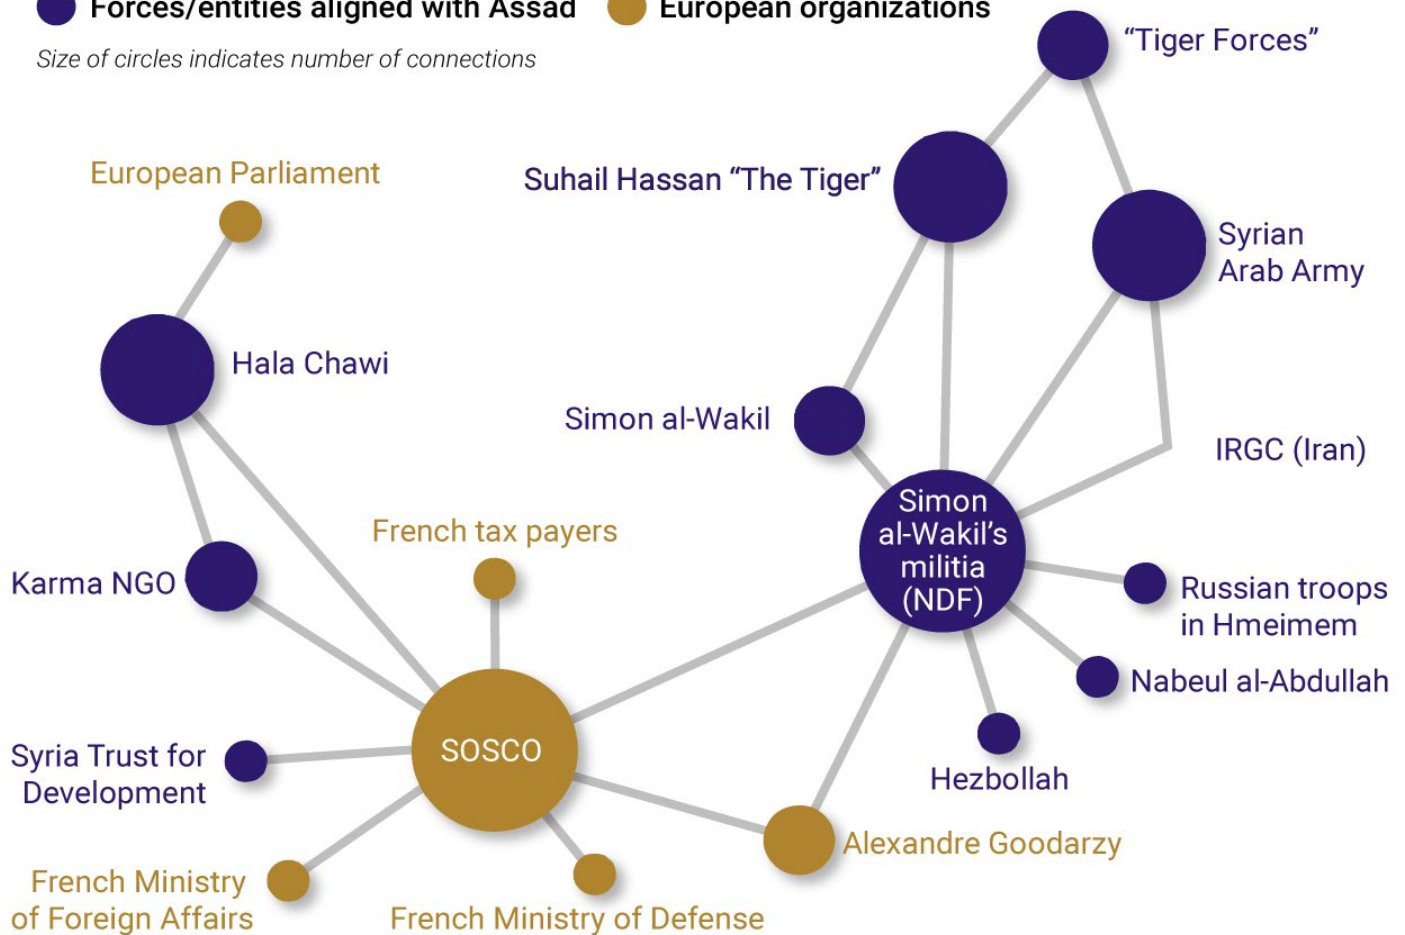 Forces/entities aligned with Assad
European organizations
Size of circles indicates number of connections
“Tiger Forces”
European Parliament
Suhail Hassan “The Tiger”
Syrian
Arab Army
Hala Chawi
Simon al-Wakil
IRGC (Iran)
Simon
al-Wakil’s
militia
(NDF)
French tax payers
Karma NGO
Russian troops
in Hmeimem
Nabeul al-Abdullah
SOSCO
Syria Trust for
Development
Hezbollah
Alexandre Goodarzy
French Ministry
of Foreign Affairs
French Ministry of Defense